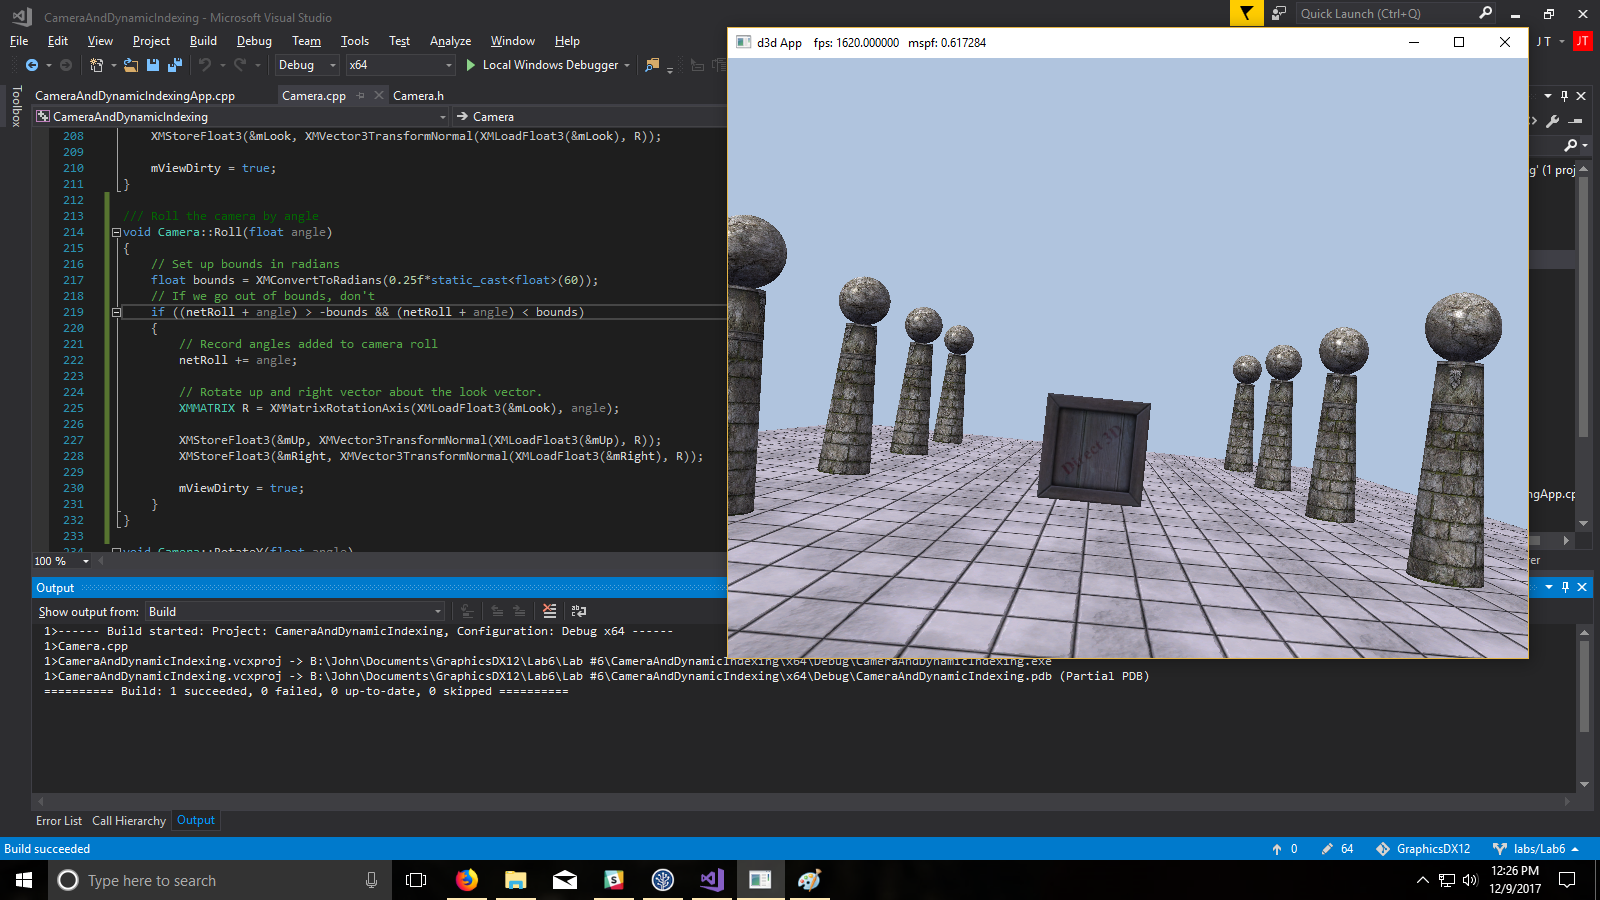 CameraAndDynamicIndexing - Microsoft Visual Studio
Quick Launch (Ctrl+Q)
File Edit View Project Build Debug Team Tools Test Analyze Window Help
J T JT
Debug x64 Local Windows Debugger
Toolbox
CameraAndDynamicIndexingApp.cpp Camera.cpp Camera.h
CameraAndDynamicIndexing Camera
208 XMStoreFloat3(&mLook, XMVector3TransformNormal(XMLoadFloat3(&mLook), R));
209
210 mViewDirty = true;
211 }
212
213 /// Roll the camera by angle
214 void Camera::Roll(float angle)
215 {
216 // Set up bounds in radians
217 float bounds = XMConvertToRadians(0.25f*static_cast<float>(60));
218 // If we go out of bounds, don't
219 if ((netRoll + angle) > -bounds && (netRoll + angle) < bounds)
220 {
221 // Record angles added to camera roll
222 netRoll += angle;
223
224 // Rotate up and right vector about the look vector.
225 XMMATRIX R = XMMatrixRotationAxis(XMLoadFloat3(&mLook), angle);
226
227 XMStoreFloat3(&mUp, XMVector3TransformNormal(XMLoadFloat3(&mUp), R));
228 XMStoreFloat3(&mRight, XMVector3TransformNormal(XMLoadFloat3(&mRight), R));
229
230 mViewDirty = true;
231 }
232 }
233
234 void Camera::RotateY(float angle)
100 %
d3d App fps: 1620.000000 mspf: 0.617284
Direct 3D
g' (1 proj
ngApp.cp
er
Output
Show output from: Build
1>------ Build started: Project: CameraAndDynamicIndexing, Configuration: Debug x64 ------
1>Camera.cpp
1>CameraAndDynamicIndexing.vcxproj -> B:\John\Documents\GraphicsDX12\Lab6\Lab #6\CameraAndDynamicIndexing\x64\Debug\CameraAndDynamicIndexing.exe
1>CameraAndDynamicIndexing.vcxproj -> B:\John\Documents\GraphicsDX12\Lab6\Lab #6\CameraAndDynamicIndexing\x64\Debug\CameraAndDynamicIndexing.pdb (Partial PDB)
========== Build: 1 succeeded, 0 failed, 0 up-to-date, 0 skipped ==========
Error List Call Hierarchy Output
Build succeeded 0 64 GraphicsDX12 labs/Lab6
Type here to search
12:26 PM
12/9/2017